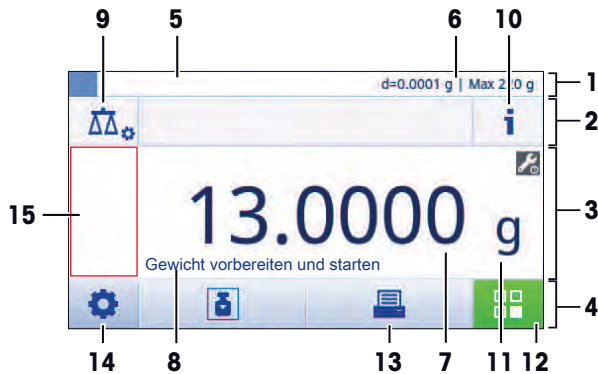 9 5 6 10
d=0.0001 g | Max 220 g
1
2
i
15
3
13.0000 g
Gewicht vorbereiten und starten
4
14 8 13 7 11 12